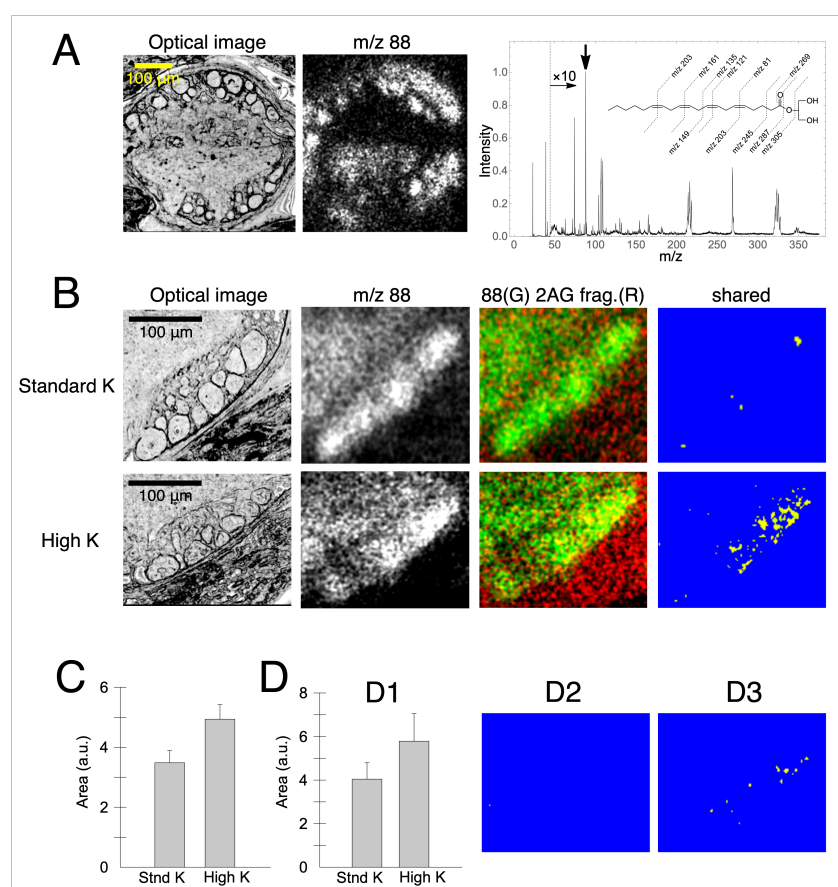 A
Optical image
m/z 88
100 µm
×10
m/z 203
m/z 161
m/z 135
m/z 121
m/z 81
m/z 269
O
O
OH
OH
m/z 149
m/z 203
m/z 245
m/z 287
m/z 305
Intensity
1.0
0.8
0.6
0.4
0.2
0.0
0 50 100 150 200 250 300 350
m/z
B
Optical image
m/z 88
88(G) 2AG frag.(R)
shared
Standard K
100 µm
High K
100 µm
C
Area (a.u.)
6
4
2
0
Stnd K
High K
D
D1
Area (a.u.)
8
6
4
2
0
Stnd K
High K
D2
D3